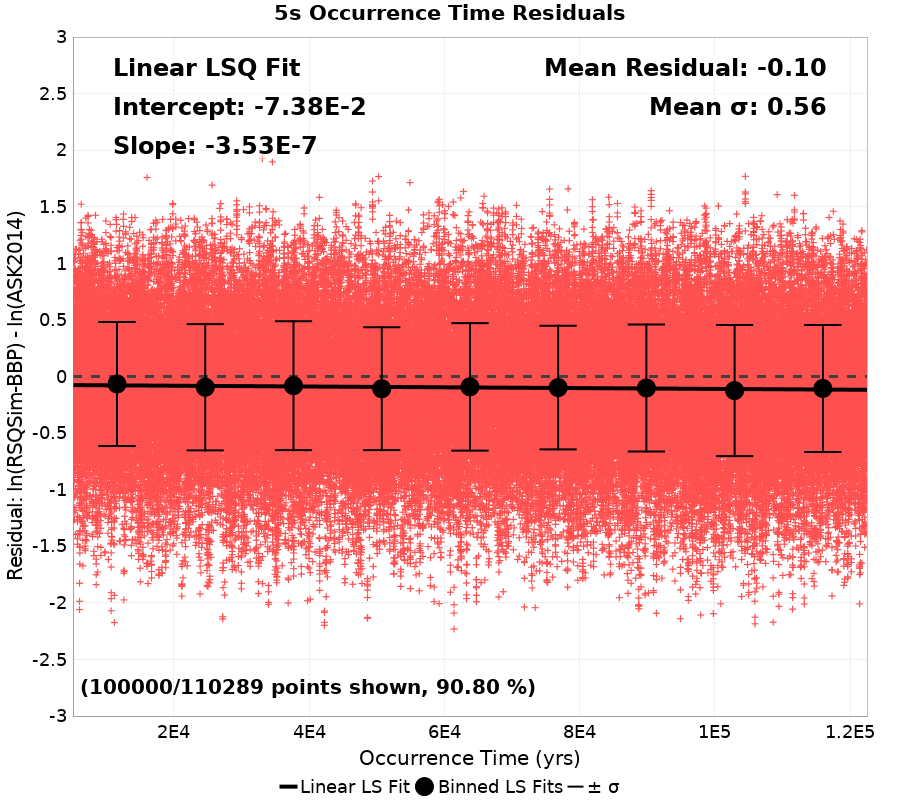 5s Occurrence Time Residuals
Linear LSQ Fit
Mean Residual: -0.10
Intercept: -7.38E-2
Mean σ: 0.56
Slope: -3.53E-7
3
2.5
2
1.5
1
0.5
0
-0.5
-1
-1.5
-2
-2.5
-3
Residual: ln(RSQSim-BBP) - ln(ASK2014)
(100000/110289 points shown, 90.80 %)
2E4
4E4
6E4
8E4
1E5
1.2E5
Occurrence Time (yrs)
Linear LS Fit
Binned LS Fits
± σ